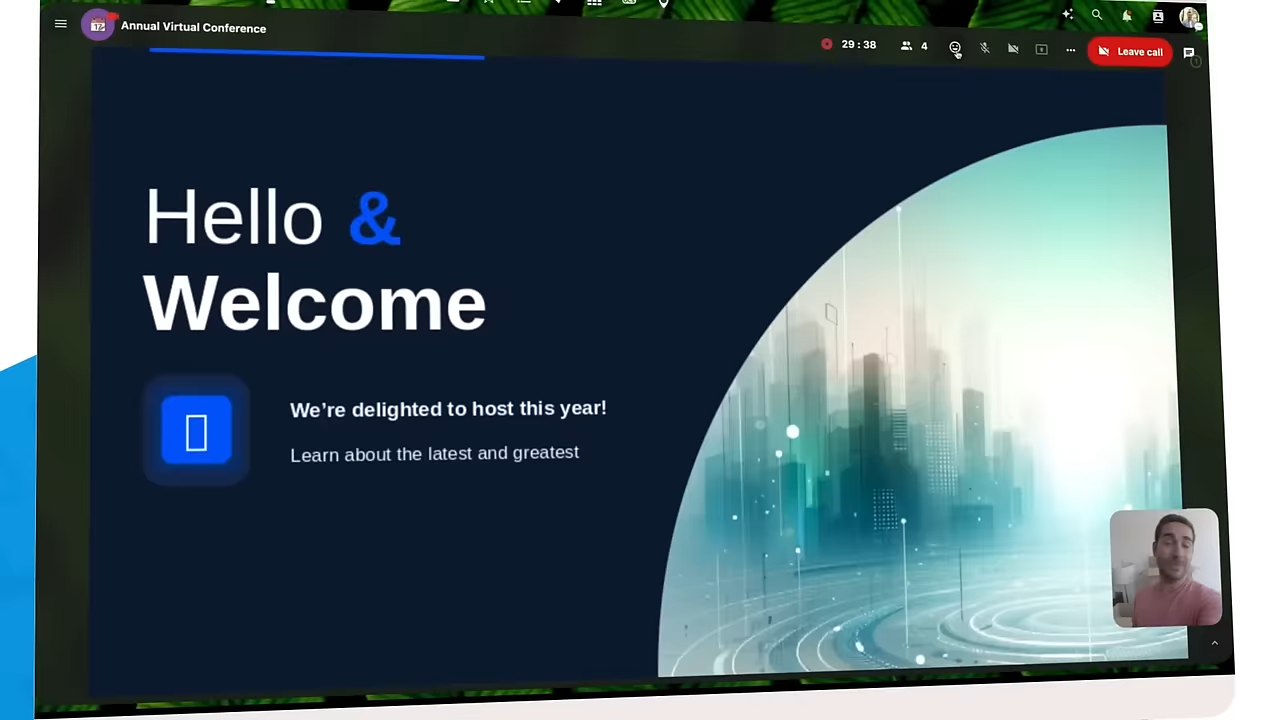 Annual Virtual Conference
29 : 38
4
Leave call
Hello &
Welcome
We're delighted to host this year!
Learn about the latest and greatest